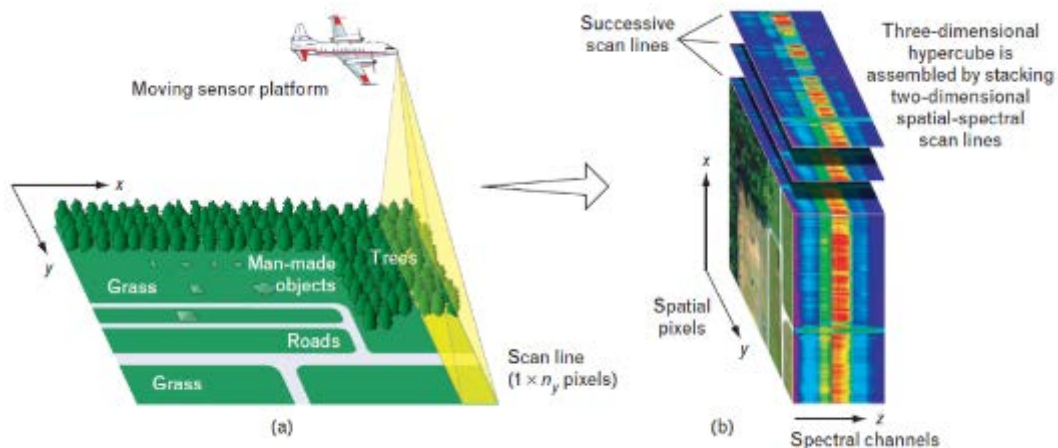 Moving sensor platform
x
y
Trees
Man-made
objects
Grass
Roads
Grass
Scan line
(1 × n_y pixels)
(a)
Successive
scan lines
Three-dimensional
hypercube is
assembled by stacking
two-dimensional
spatial-spectral
scan lines
x
Spatial
pixels
y
z
(b)
Spectral channels